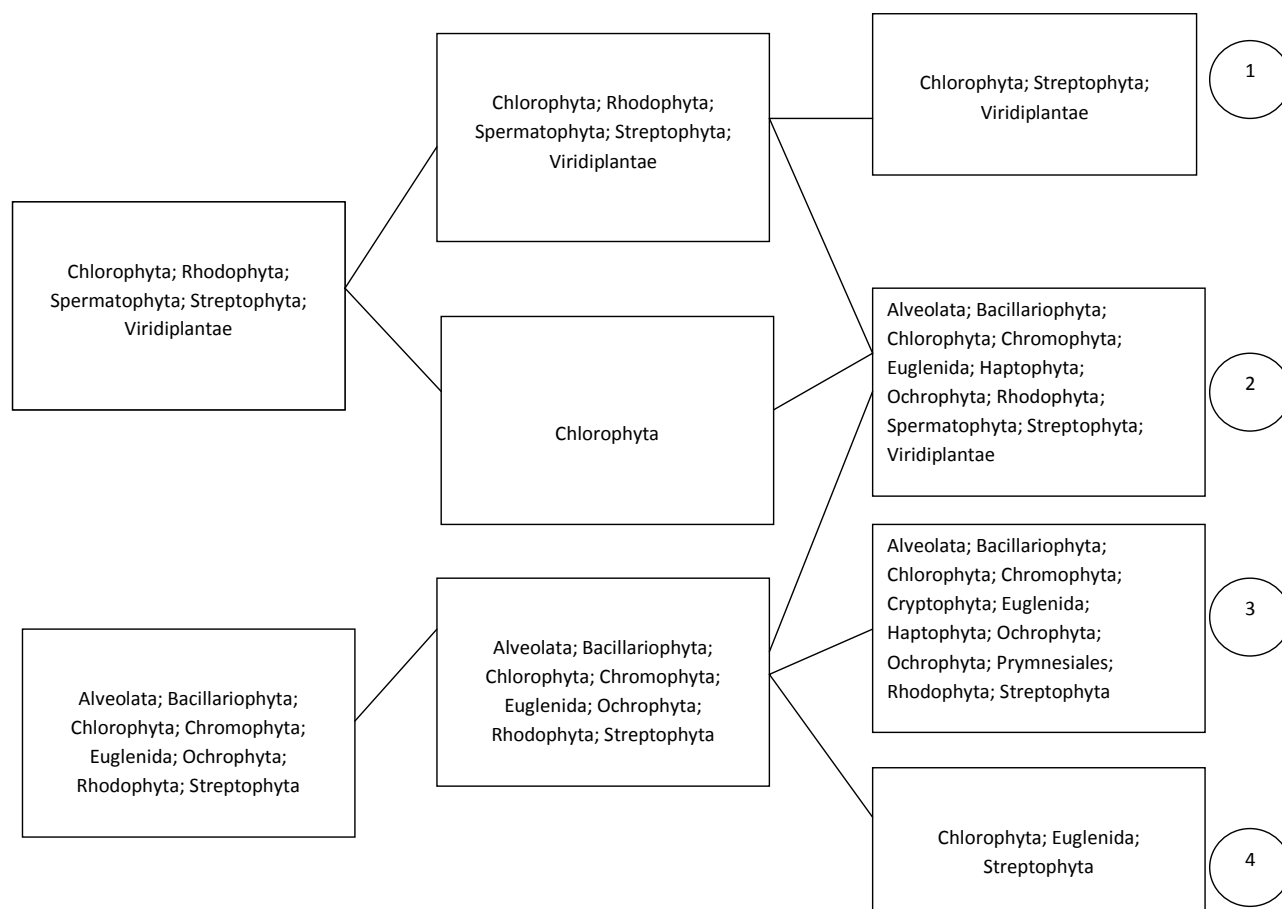 Chlorophyta; Rhodophyta;
Spermatophyta; Streptophyta;
Viridiplantae
Alveolata; Bacillariophyta;
Chlorophyta; Chromophyta;
Euglenida; Ochrophyta;
Rhodophyta; Streptophyta
Chlorophyta; Rhodophyta;
Spermatophyta; Streptophyta;
Viridiplantae
Chlorophyta
Alveolata; Bacillariophyta;
Chlorophyta; Chromophyta;
Euglenida; Ochrophyta;
Rhodophyta; Streptophyta
Chlorophyta; Streptophyta;
Viridiplantae
1
Alveolata; Bacillariophyta;
Chlorophyta; Chromophyta;
Euglenida; Haptophyta;
Ochrophyta; Rhodophyta;
Spermatophyta; Streptophyta;
Viridiplantae
2
Alveolata; Bacillariophyta;
Chlorophyta; Chromophyta;
Cryptophyta; Euglenida;
Haptophyta; Ochrophyta;
Ochrophyta; Prymnesiales;
Rhodophyta; Streptophyta
3
Chlorophyta; Euglenida;
Streptophyta
4